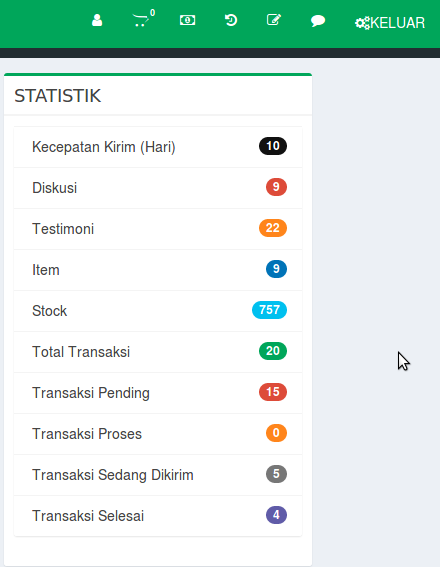 0
KELUAR
STATISTIK
Kecepatan Kirim (Hari) 10
Diskusi 9
Testimoni 22
Item 9
Stock 757
Total Transaksi 20
Transaksi Pending 15
Transaksi Proses 0
Transaksi Sedang Dikirim 5
Transaksi Selesai 4